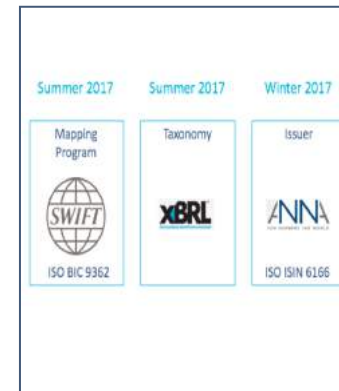 Summer 2017
Summer 2017
Winter 2017
Mapping
Program
SWIFT
ISO BIC 9362
Taxonomy
XBRL
Issuer
ANNA
ISO ISIN 6166